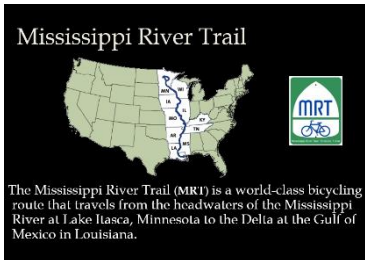 Mississippi River Trail
MN
WI
IA
IL
MO
KY
TN
AR
MS
LA
MRT
The Mississippi River Trail (MRT) is a world-class bicycling
route that travels from the headwaters of the Mississippi
River at Lake Itasca, Minnesota to the Delta at the Gulf of
Mexico in Louisiana.